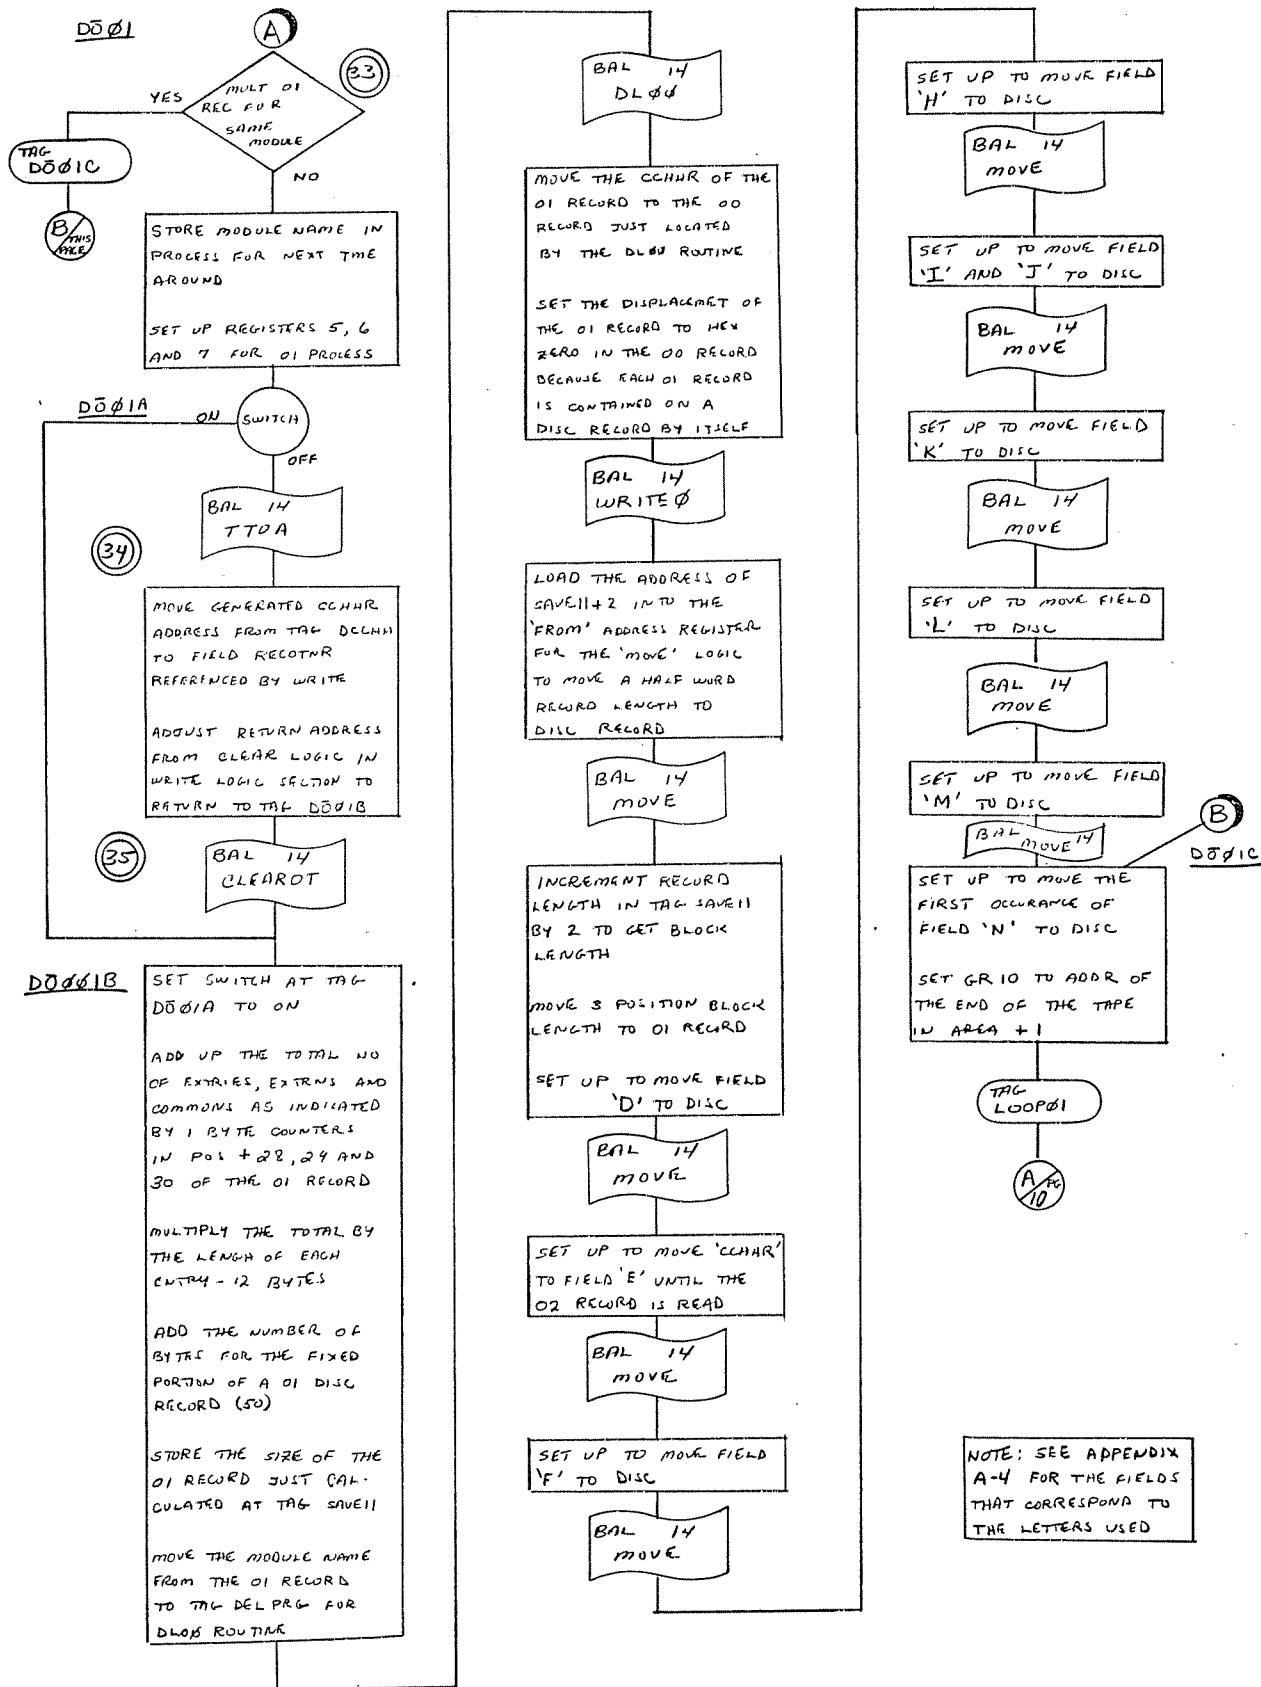 DŌØ1
A
33
MULT 01
REC FOR
SAME
MODULE
YES
NO
TAG
DŌØ1C
B/THIS
PAGE
STORE MODULE NAME IN
PROCESS FOR NEXT TME
AROUND
SET UP REGISTERS 5, 6
AND 7 FOR 01 PROCESS
DŌØ1A
ON
SWITCH
OFF
BAL 14
TTOA
34
MOVE GENERATED CCHHR
ADDRESS FROM TAG DCCHH
TO FIELD RECOTNR
REFERENCED BY WRITE
ADJUST RETURN ADDRESS
FROM CLEAR LOGIC IN
WRITE LOGIC SECTION TO
RETURN TO TAG DŌØ1B
35
BAL 14
CLEAROT
DŌØØ1B
SET SWITCH AT TAG
DŌØ1A TO ON
ADD UP THE TOTAL NO
OF EXTRIES, EXTRNS AND
COMMONS AS INDICATED
BY 1 BYTE COUNTERS
IN POS +28, 29 AND
30 OF THE 01 RECORD
MULTIPLY THE TOTAL BY
THE LENGH OF EACH
ENTRY - 12 BYTES
ADD THE NUMBER OF
BYTES FOR THE FIXED
PORTION OF A 01 DISC
RECORD (50)
STORE THE SIZE OF THE
01 RECORD JUST CAL-
CULATED AT TAG SAVE11
MOVE THE MODULE NAME
FROM THE 01 RECORD
TO TAG DEL PRG FOR
DLOØ ROUTINE
BAL 14
DLØØ
MOVE THE CCHHR OF THE
01 RECORD TO THE 00
RECORD JUST LOCATED
BY THE DLØØ ROUTINE
SET THE DISPLACMET OF
THE 01 RECORD TO HEX
ZERO IN THE 00 RECORD
BECAUSE EACH 01 RECORD
IS CONTAINED ON A
DISC RECORD BY ITSELF
BAL 14
WRITEØ
LOAD THE ADDRESS OF
SAVE11+2 INTO THE
'FROM' ADDRESS REGISTER
FOR THE 'MOVE' LOGIC
TO MOVE A HALF WORD
RECORD LENGTH TO
DISC RECORD
BAL 14
MOVE
INCREMENT RECORD
LENGTH IN TAG SAVE11
BY 2 TO GET BLOCK
LENGTH
MOVE 3 POSITION BLOCK
LENGTH TO 01 RECORD
SET UP TO MOVE FIELD
'D' TO DISC
BAL 14
MOVE
SET UP TO MOVE 'CCHAR'
TO FIELD 'E' UNTIL THE
02 RECORD IS READ
BAL 14
MOVE
SET UP TO MOVE FIELD
'F' TO DISC
BAL 14
MOVE
SET UP TO MOVE FIELD
'H' TO DISC
BAL 14
MOVE
SET UP TO MOVE FIELD
'I' AND 'J' TO DISC
BAL 14
MOVE
SET UP TO MOVE FIELD
'K' TO DISC
BAL 14
MOVE
SET UP TO MOVE FIELD
'L' TO DISC
BAL 14
MOVE
SET UP TO MOVE FIELD
'M' TO DISC
BAL 14
MOVE
B
DŌØ1C
SET UP TO MOVE THE
FIRST OCCURANCE OF
FIELD 'N' TO DISC
SET GR 10 TO ADDR OF
THE END OF THE TAPE
IN AREA + 1
TAG
LOOPØ1
A/PG
10
NOTE: SEE APPENDIX
A-4 FOR THE FIELDS
THAT CORRESPOND TO
THE LETTERS USED